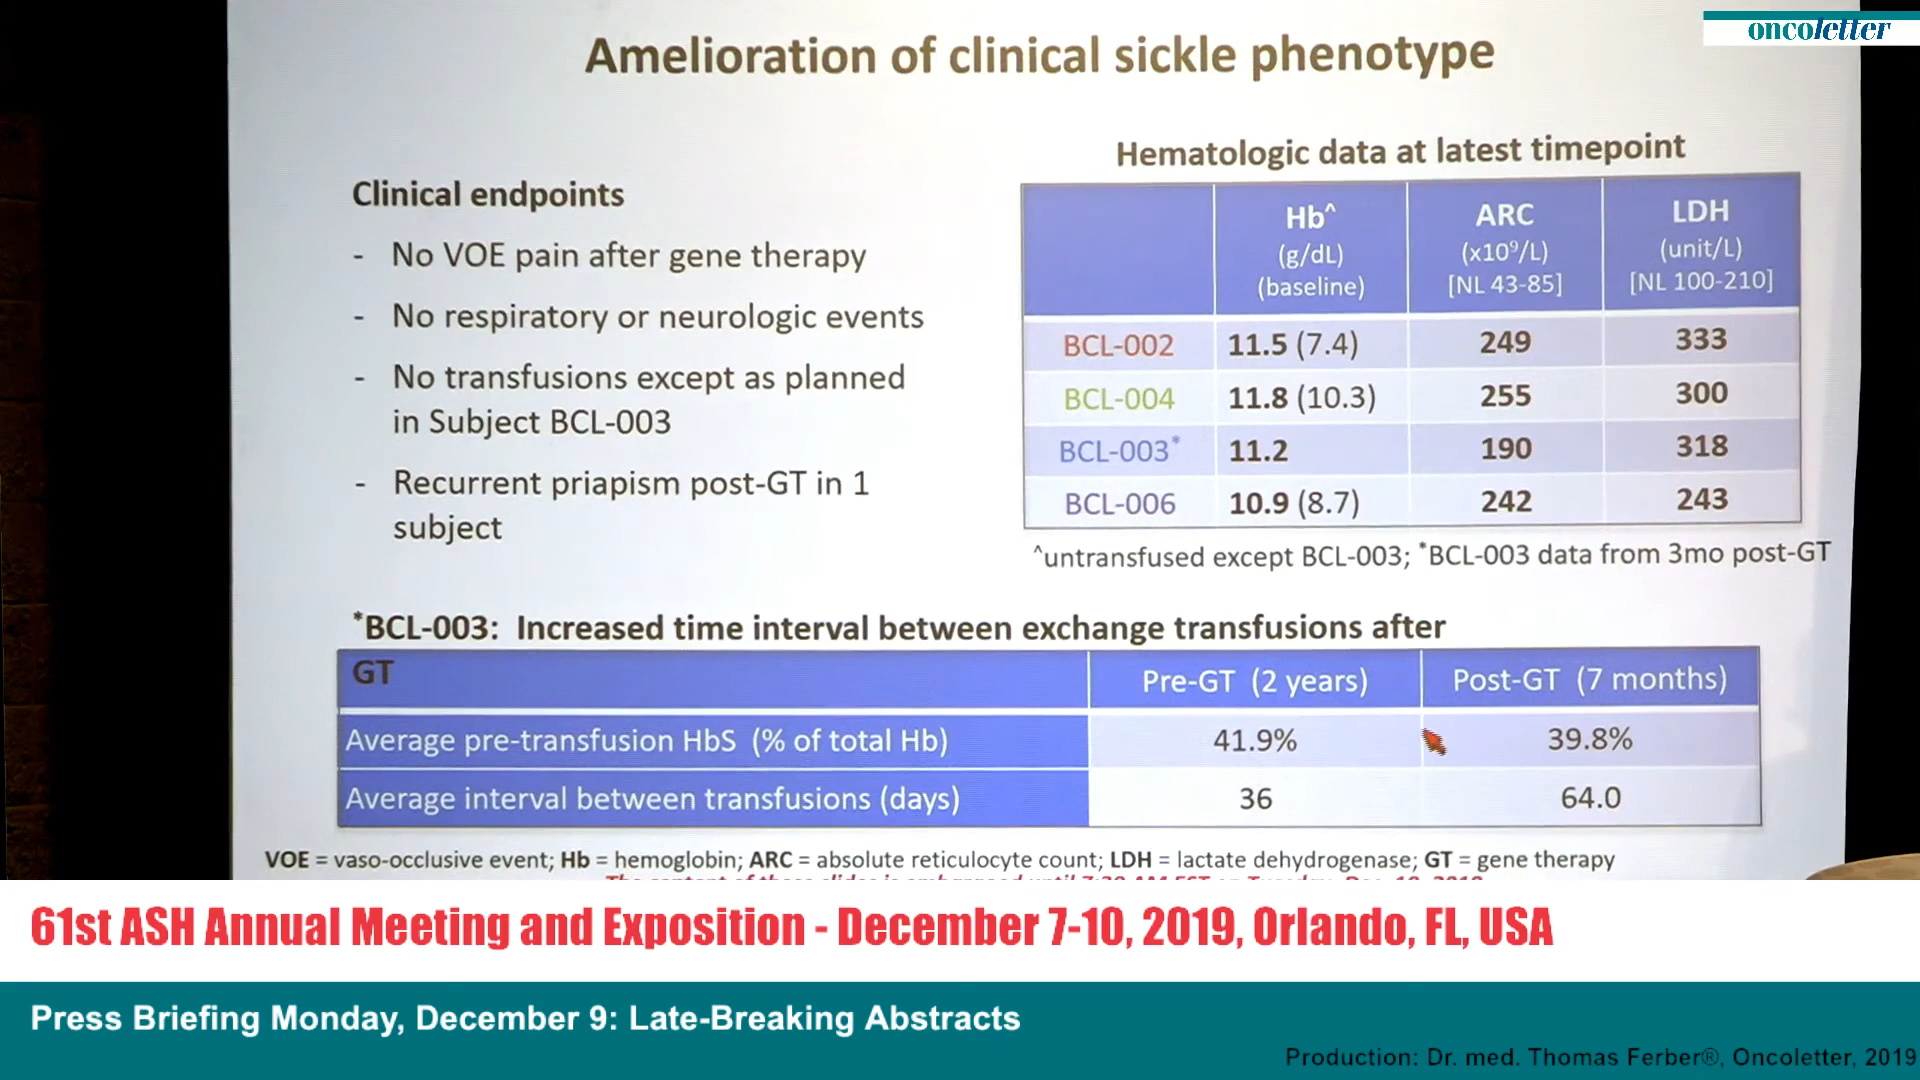 oncoletter
Amelioration of clinical sickle phenotype
Clinical endpoints
- No VOE pain after gene therapy
- No respiratory or neurologic events
- No transfusions except as planned
in Subject BCL-003
- Recurrent priapism post-GT in 1
subject
Hematologic data at latest timepoint
Hb^ ARC LDH
(g/dL) (x10⁹/L) (unit/L)
(baseline) [NL 43-85] [NL 100-210]
BCL-002 11.5 (7.4) 249 333
BCL-004 11.8 (10.3) 255 300
BCL-003* 11.2 190 318
BCL-006 10.9 (8.7) 242 243
^untransfused except BCL-003; *BCL-003 data from 3mo post-GT
*BCL-003: Increased time interval between exchange transfusions after
GT Pre-GT (2 years) Post-GT (7 months)
Average pre-transfusion HbS (% of total Hb) 41.9% 39.8%
Average interval between transfusions (days) 36 64.0
VOE = vaso-occlusive event; Hb = hemoglobin; ARC = absolute reticulocyte count; LDH = lactate dehydrogenase; GT = gene therapy
61st ASH Annual Meeting and Exposition - December 7-10, 2019, Orlando, FL, USA
Press Briefing Monday, December 9: Late-Breaking Abstracts
Production: Dr. med. Thomas Ferber®, Oncoletter, 2019